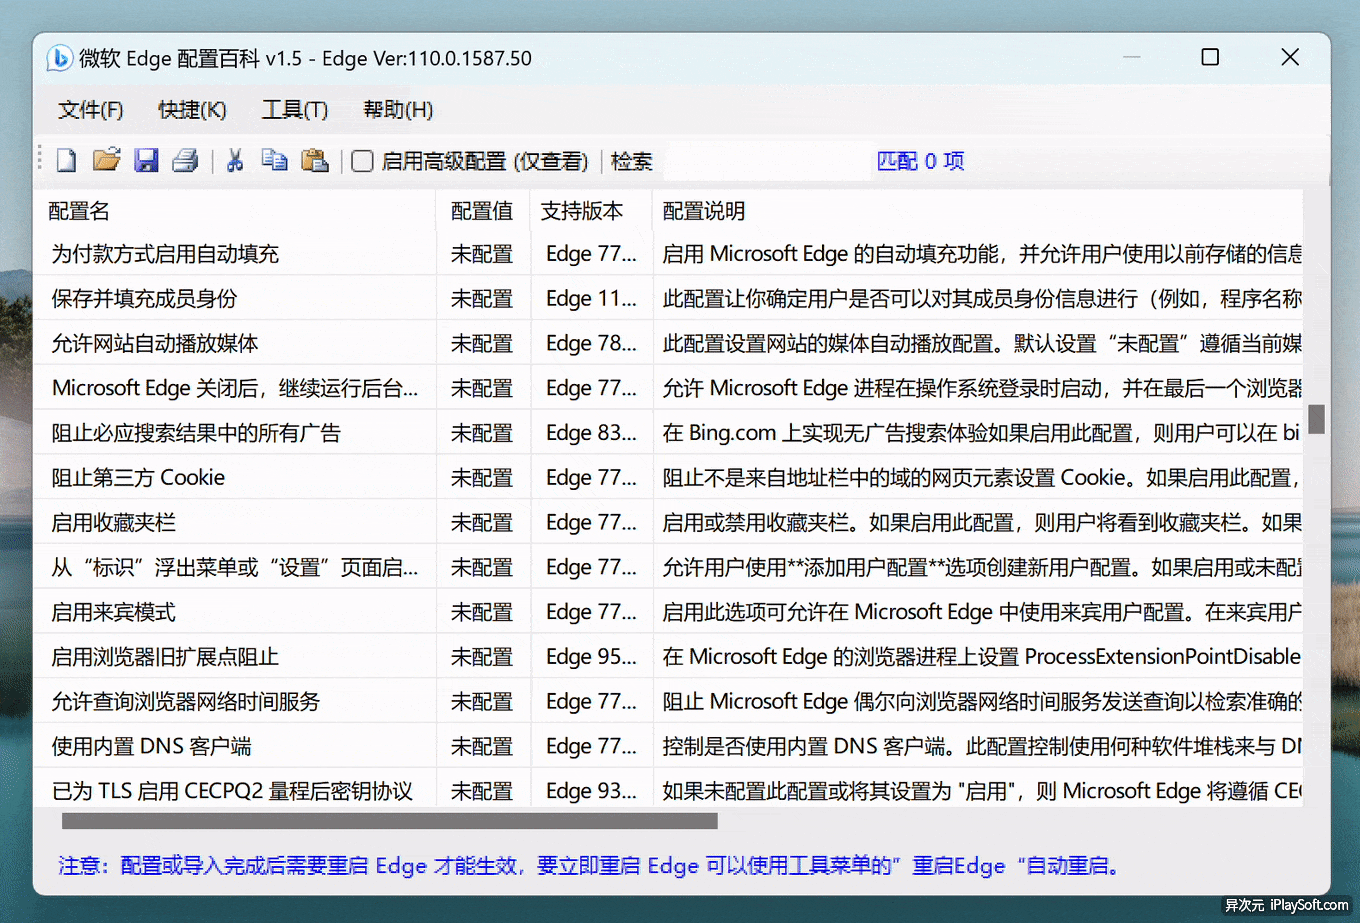 微软 Edge 配置百科 v1.5 - Edge Ver:110.0.1587.50
文件(F) 快捷(K) 工具(T) 帮助(H)
启用高级配置 (仅查看) 检索 匹配 0 项
配置名 配置值 支持版本 配置说明
为付款方式启用自动填充 未配置 Edge 77... 启用 Microsoft Edge 的自动填充功能，并允许用户使用以前存储的信息
保存并填充成员身份 未配置 Edge 11... 此配置让你确定用户是否可以对其成员身份信息进行（例如，程序名称
允许网站自动播放媒体 未配置 Edge 78... 此配置设置网站的媒体自动播放配置。默认设置“未配置”遵循当前媒
Microsoft Edge 关闭后，继续运行后台... 未配置 Edge 77... 允许 Microsoft Edge 进程在操作系统登录时启动，并在最后一个浏览器
阻止必应搜索结果中的所有广告 未配置 Edge 83... 在 Bing.com 上实现无广告搜索体验如果启用此配置，则用户可以在 bi
阻止第三方 Cookie 未配置 Edge 77... 阻止不是来自地址栏中的域的网页元素设置 Cookie。如果启用此配置，
启用收藏夹栏 未配置 Edge 77... 启用或禁用收藏夹栏。如果启用此配置，则用户将看到收藏夹栏。如果
从“标识”浮出菜单或“设置”页面启... 未配置 Edge 77... 允许用户使用**添加用户配置**选项创建新用户配置。如果启用或未配置
启用来宾模式 未配置 Edge 77... 启用此选项可允许在 Microsoft Edge 中使用来宾用户配置。在来宾用户
启用浏览器旧扩展点阻止 未配置 Edge 95... 在 Microsoft Edge 的浏览器进程上设置 ProcessExtensionPointDisable
允许查询浏览器网络时间服务 未配置 Edge 77... 阻止 Microsoft Edge 偶尔向浏览器网络时间服务发送查询以检索准确的
使用内置 DNS 客户端 未配置 Edge 77... 控制是否使用内置 DNS 客户端。此配置控制使用何种软件堆栈来与 DN
已为 TLS 启用 CECPQ2 量程后密钥协议 未配置 Edge 93... 如果未配置此配置或将其设置为 "启用"，则 Microsoft Edge 将遵循 CEC
注意：配置或导入完成后需要重启 Edge 才能生效，要立即重启 Edge 可以使用工具菜单的”重启Edge“自动重启。
异次元 iPlaySoft.com